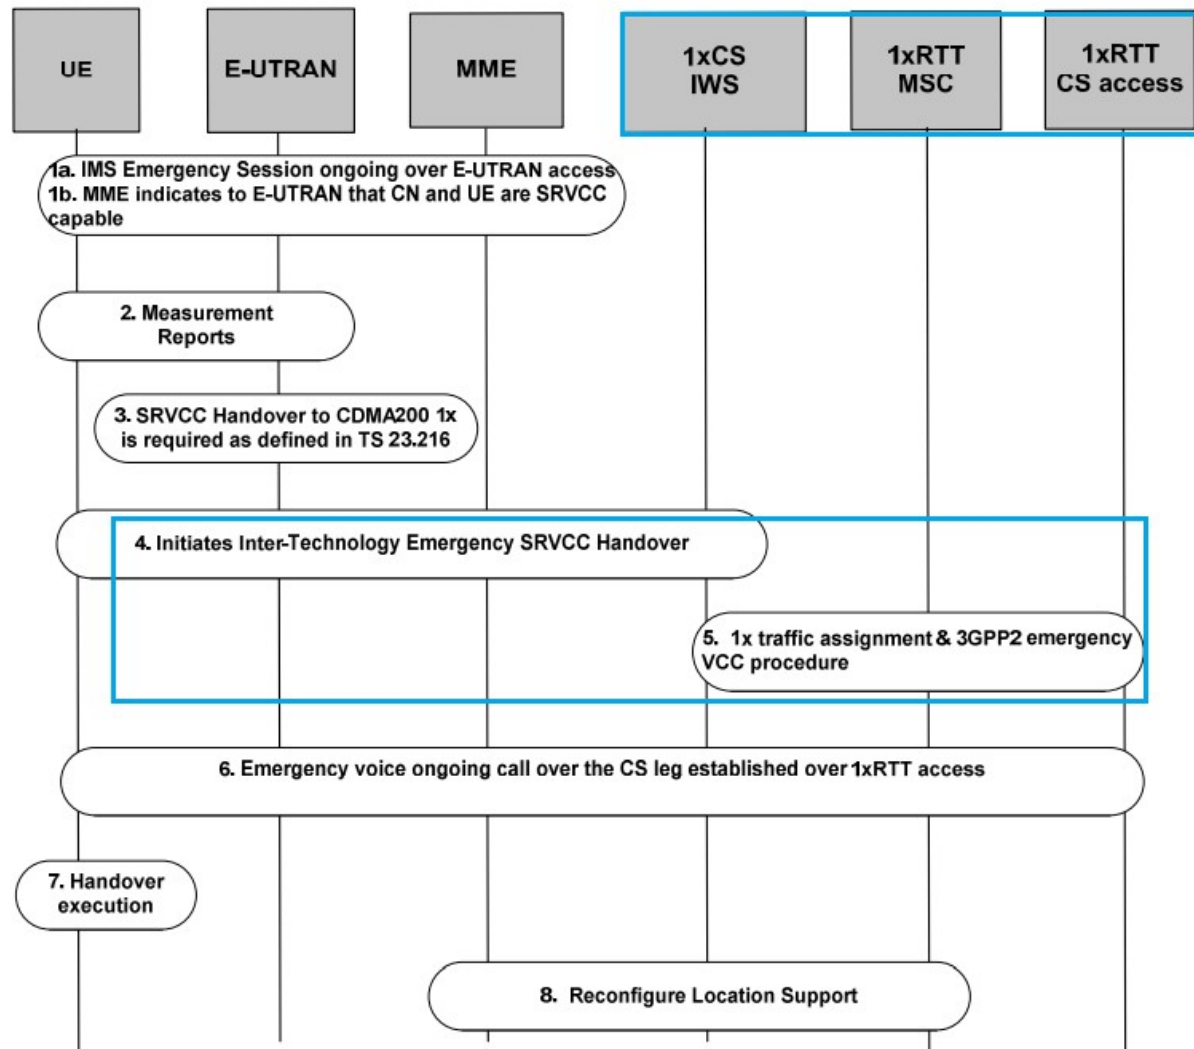 UE
E-UTRAN
MME
1xCS
IWS
1xRTT
MSC
1xRTT
CS access
1a. IMS Emergency Session ongoing over E-UTRAN access
1b. MME indicates to E-UTRAN that CN and UE are SRVCC
capable
2. Measurement
Reports
3. SRVCC Handover to CDMA200 1x
is required as defined in TS 23.216
4. Initiates Inter-Technology Emergency SRVCC Handover
5. 1x traffic assignment & 3GPP2 emergency
VCC procedure
6. Emergency voice ongoing call over the CS leg established over 1xRTT access
7. Handover
execution
8. Reconfigure Location Support